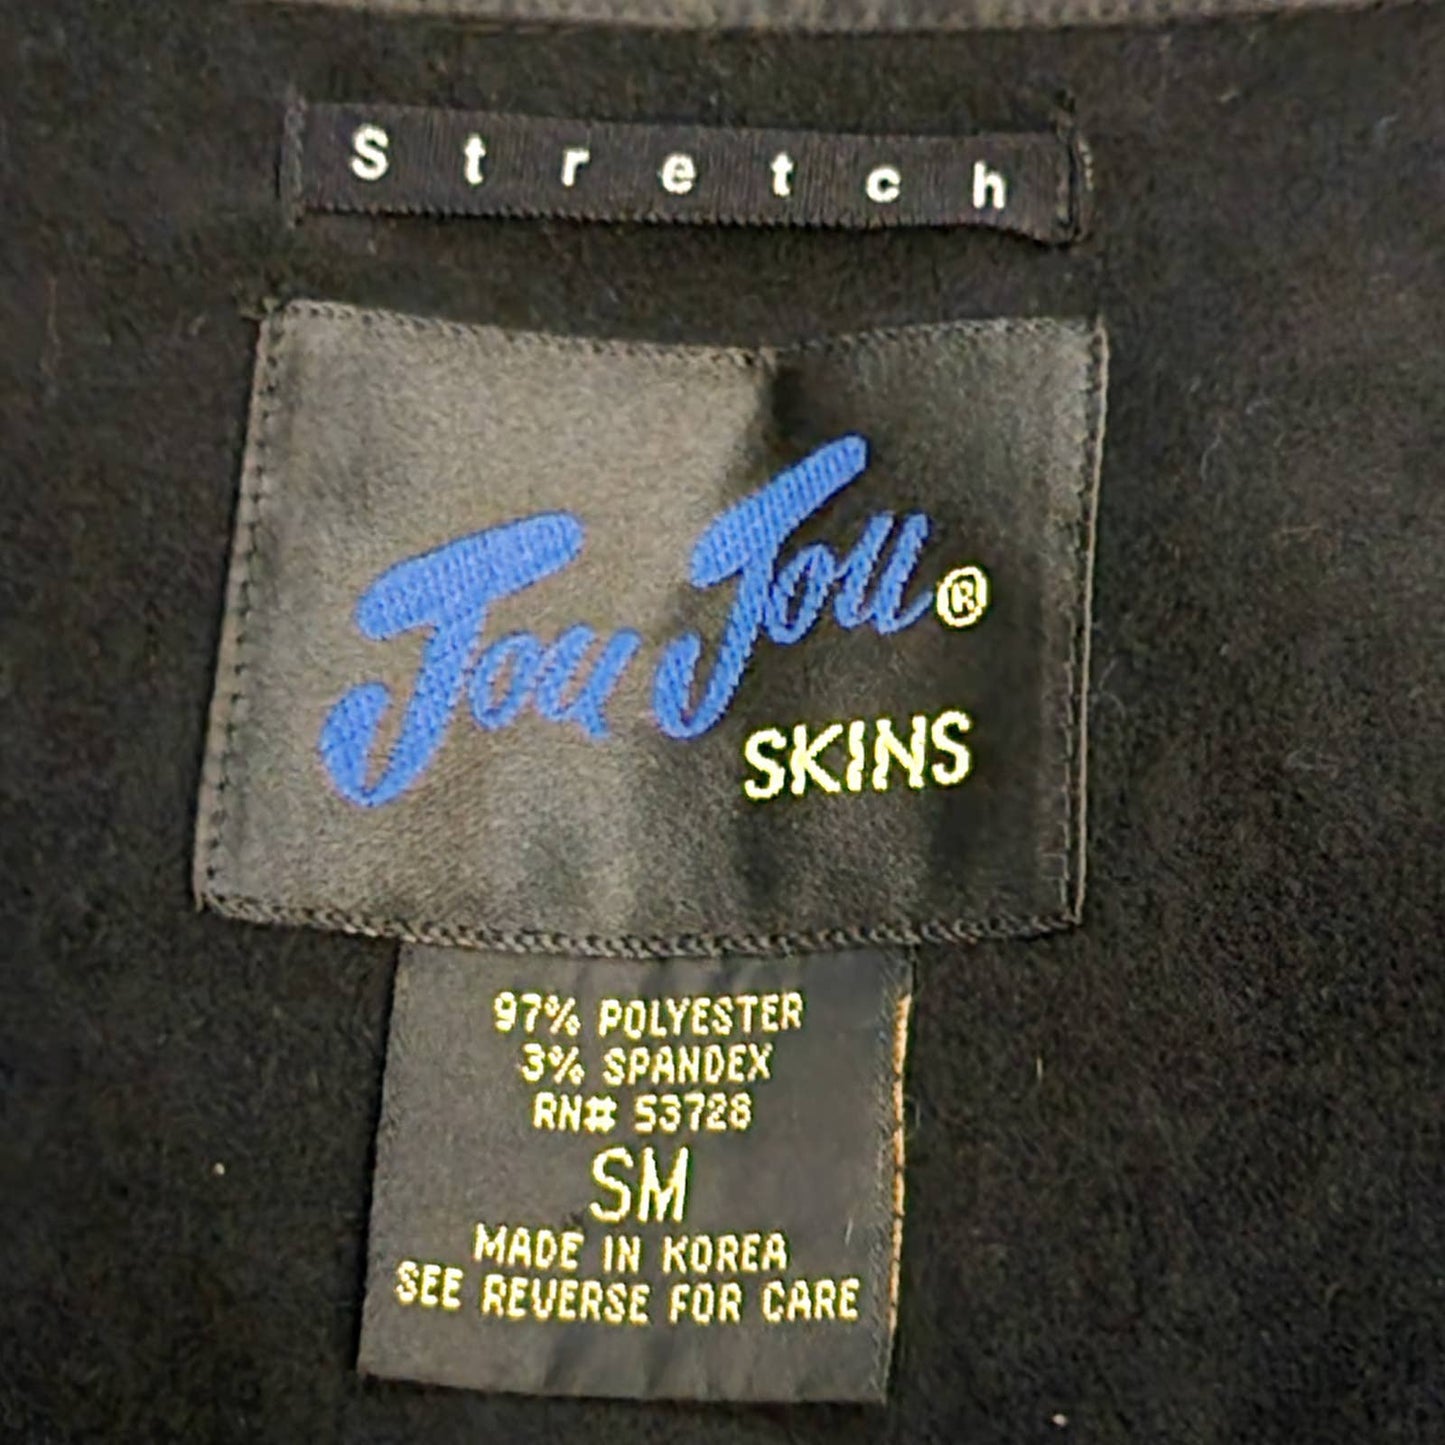 Stretch
Jou Jou®
SKINS
97% POLYESTER
3% SPANDEX
RN# 53728
SM
MADE IN KOREA
SEE REVERSE FOR CARE